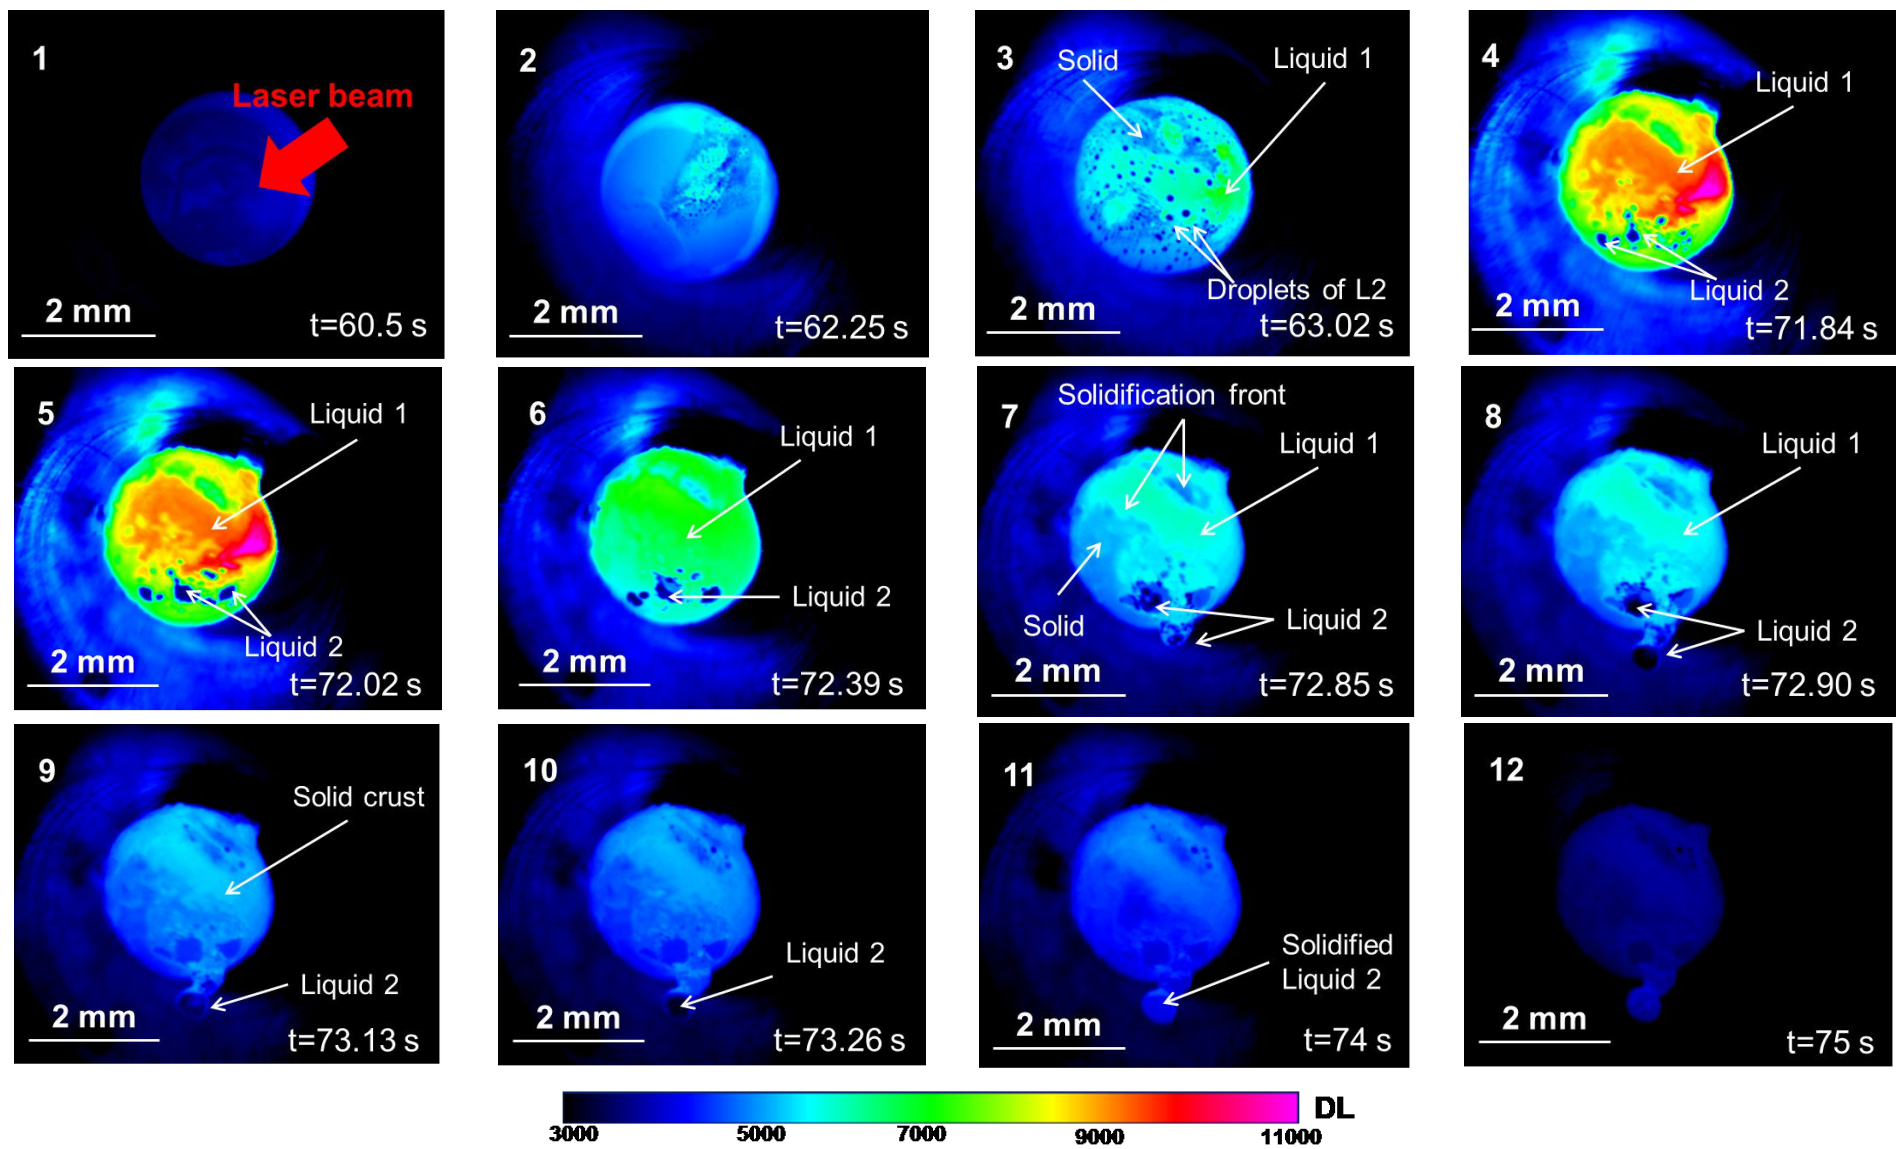 1
Laser beam
2 mm
t=60.5 s
2
2 mm
t=62.25 s
3
Solid
Liquid 1
Droplets of L2
2 mm
t=63.02 s
4
Liquid 1
Liquid 2
2 mm
t=71.84 s
5
Liquid 1
Liquid 2
2 mm
t=72.02 s
6
Liquid 1
Liquid 2
2 mm
t=72.39 s
7
Solidification front
Liquid 1
Solid
Liquid 2
2 mm
t=72.85 s
8
Liquid 1
Liquid 2
2 mm
t=72.90 s
9
Solid crust
Liquid 2
2 mm
t=73.13 s
10
Liquid 2
2 mm
t=73.26 s
11
Solidified
Liquid 2
2 mm
t=74 s
12
2 mm
t=75 s
DL
3000 5000 7000 9000 11000